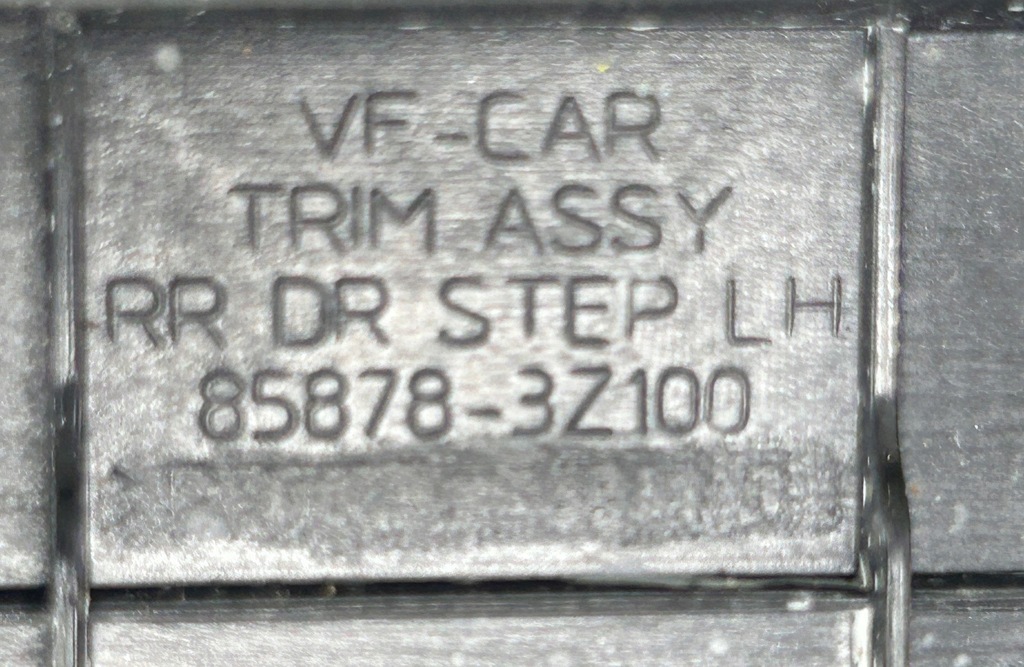 VF-CAR
TRIM ASSY
RR DR STEP LH
85878-3Z100